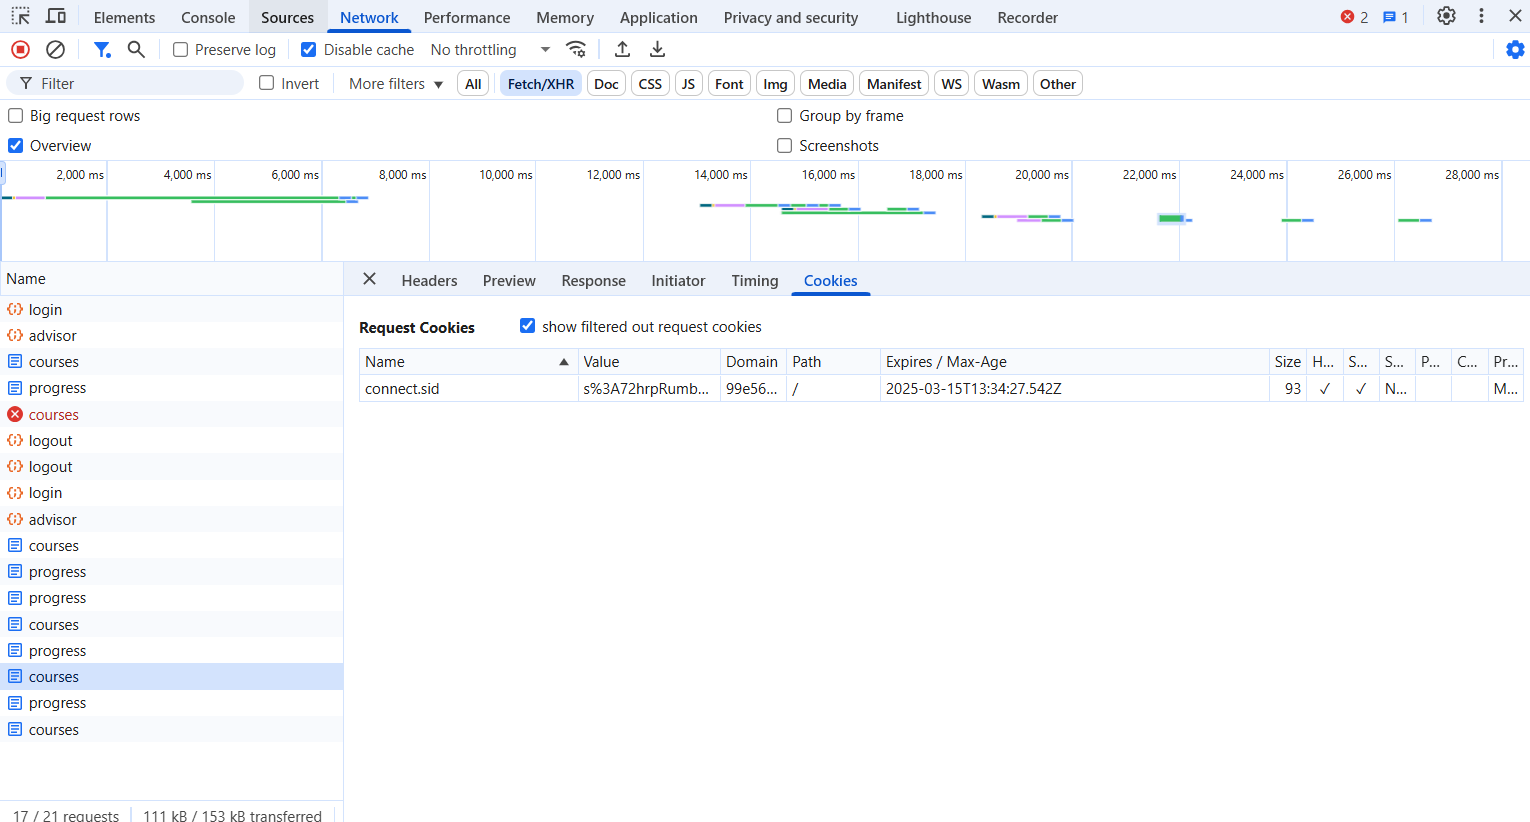 Elements Console Sources Network Performance Memory Application Privacy and security Lighthouse Recorder 2 1
Preserve log Disable cache No throttling
Filter Invert More filters All Fetch/XHR Doc CSS JS Font Img Media Manifest WS Wasm Other
Big request rows Group by frame
Overview Screenshots
2,000 ms 4,000 ms 6,000 ms 8,000 ms 10,000 ms 12,000 ms 14,000 ms 16,000 ms 18,000 ms 20,000 ms 22,000 ms 24,000 ms 26,000 ms 28,000 ms
Name Headers Preview Response Initiator Timing Cookies
login
advisor
courses
progress
courses
logout
logout
login
advisor
courses
progress
progress
courses
progress
courses
progress
courses
Request Cookies show filtered out request cookies
Name Value Domain Path Expires / Max-Age Size H... S... S... P... C... Pr...
connect.sid s%3A72hrpRumb... 99e56... / 2025-03-15T13:34:27.542Z 93 ✓ ✓ N... M...
17 / 21 requests 111 kB / 153 kB transferred